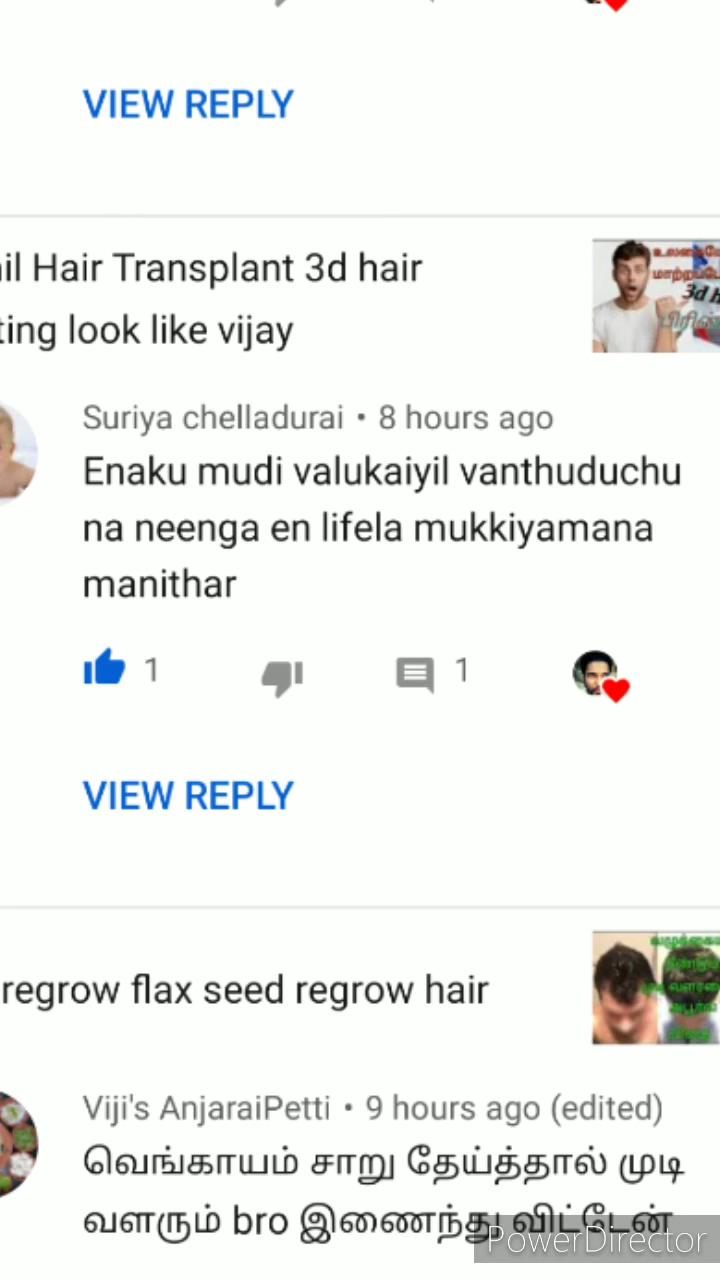 VIEW REPLY
il Hair Transplant 3d hair
ting look like vijay
3d
Suriya chelladurai • 8 hours ago
Enaku mudi valukaiyil vanthuduchu
na neenga en lifela mukkiyamana
manithar
1 1
VIEW REPLY
regrow flax seed regrow hair
Viji's AnjaraiPetti • 9 hours ago (edited)
வெங்காயம் சாறு தேய்த்தால் முடி
வளரும் bro இணைந்து விட்டேன்
PowerDirector